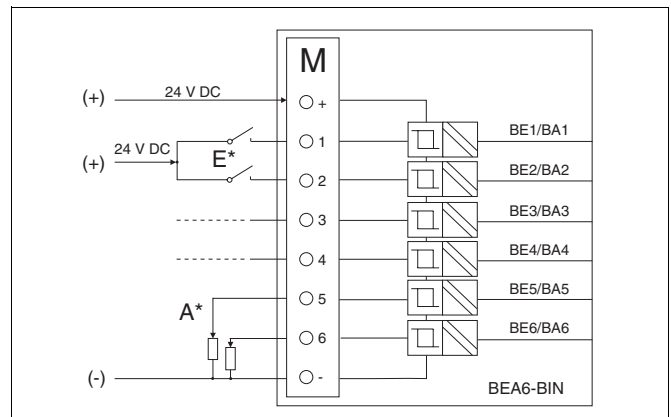 M
(+) 24 V DC +
(+) 24 V DC E* 1 BE1/BA1
2 BE2/BA2
3 BE3/BA3
4 BE4/BA4
A* 5 BE5/BA5
6 BE6/BA6
(-) -
BEA6-BIN